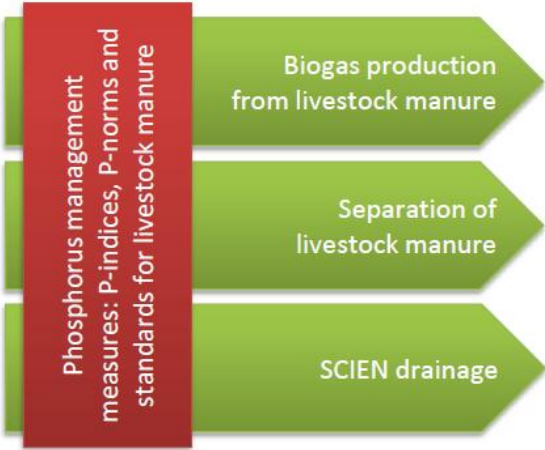 Phosphorus management
measures: P-indices, P-norms and
standards for livestock manure
Biogas production
from livestock manure
Separation of
livestock manure
SCIEN drainage